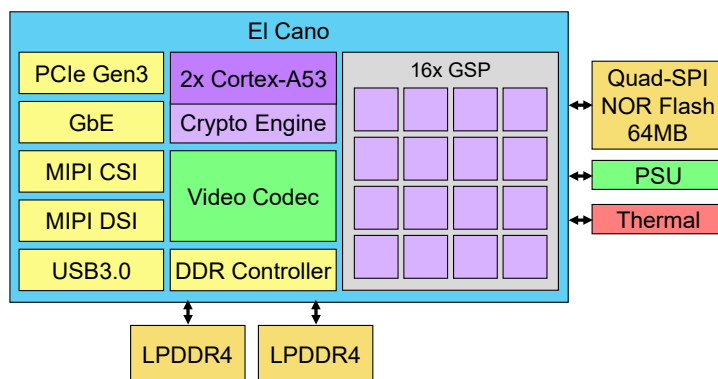 El Cano
PCIe Gen3
GbE
MIPI CSI
MIPI DSI
USB3.0
2x Cortex-A53
Crypto Engine
Video Codec
DDR Controller
16x GSP
Quad-SPI
NOR Flash
64MB
PSU
Thermal
LPDDR4
LPDDR4